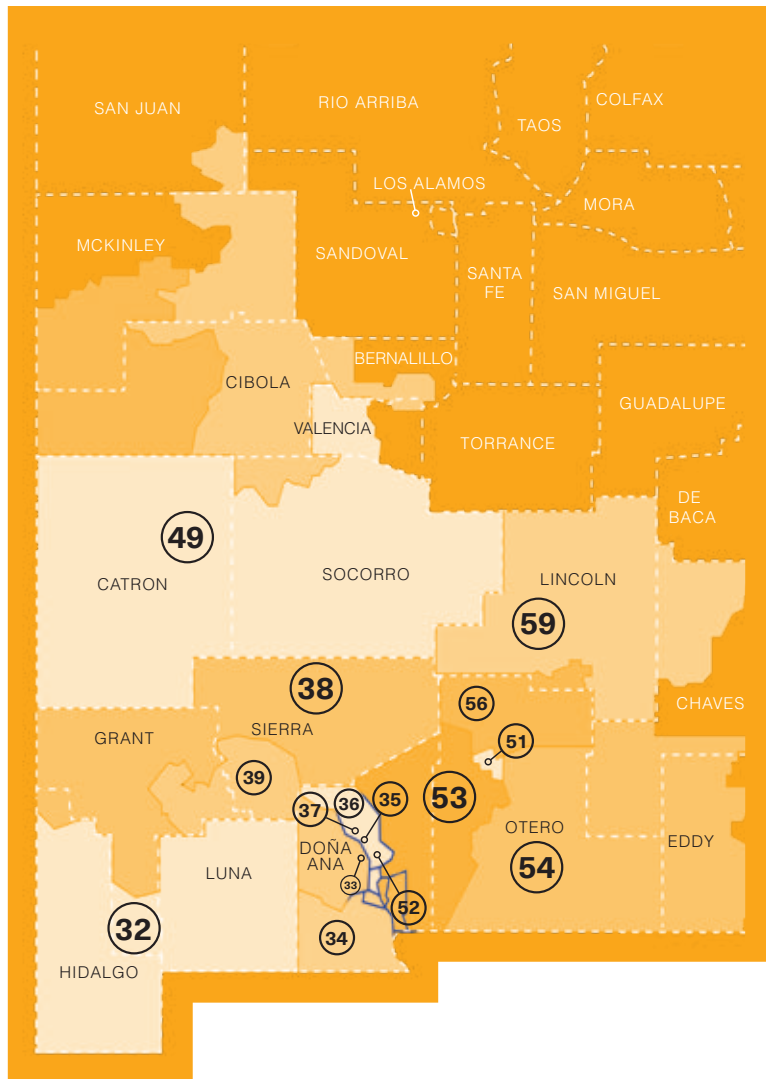 SAN JUAN
RIO ARRIBA
COLFAX
TAOS
LOS ALAMOS
MORA
MCKINLEY
SANDOVAL
SANTA
FE
SAN MIGUEL
BERNALILLO
CIBOLA
GUADALUPE
VALENCIA
TORRANCE
DE
BACA
49
CATRON
SOCORRO
LINCOLN
59
38
56
CHAVES
SIERRA
GRANT
51
39
53
36
35
37
OTERO
DOÑA
ANA
EDDY
LUNA
54
33
52
32
34
HIDALGO